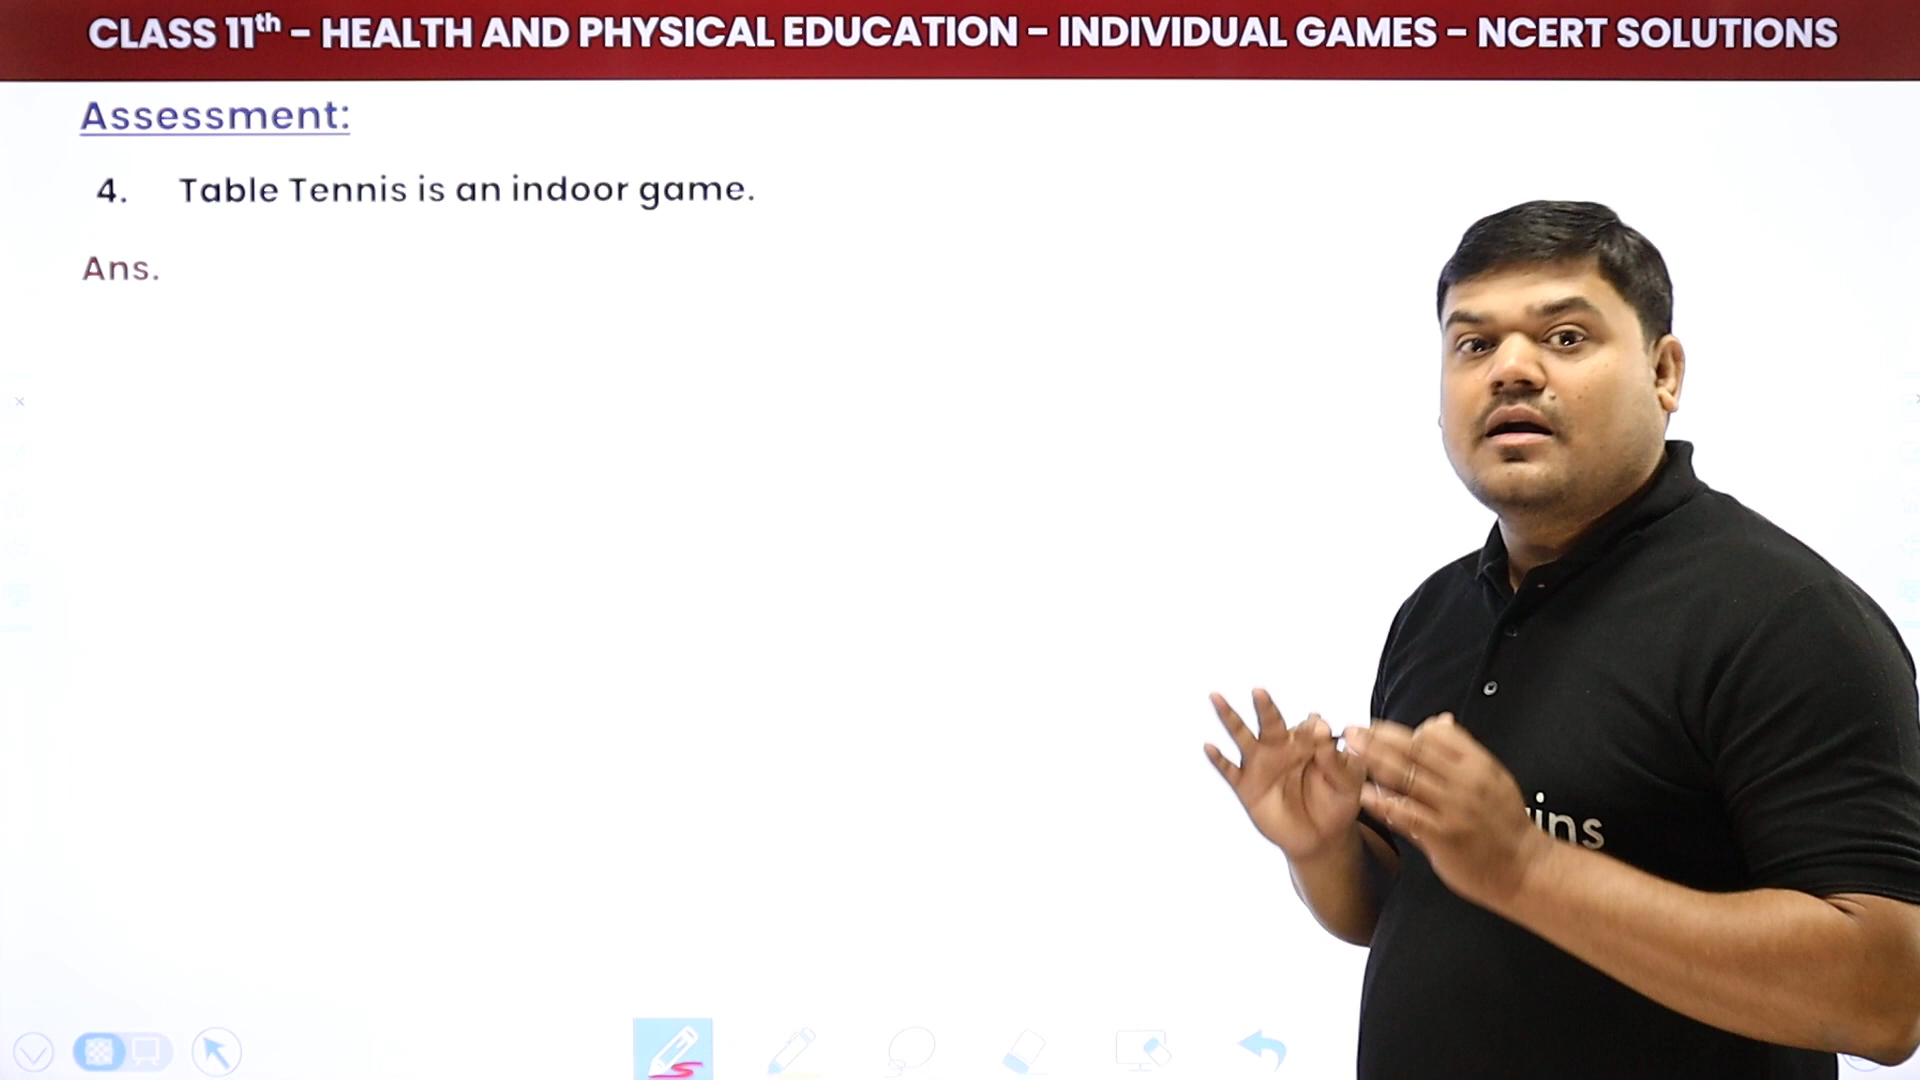 CLASS 11th – HEALTH AND PHYSICAL EDUCATION – INDIVIDUAL GAMES – NCERT SOLUTIONS
Assessment:
4. Table Tennis is an indoor game.
Ans.